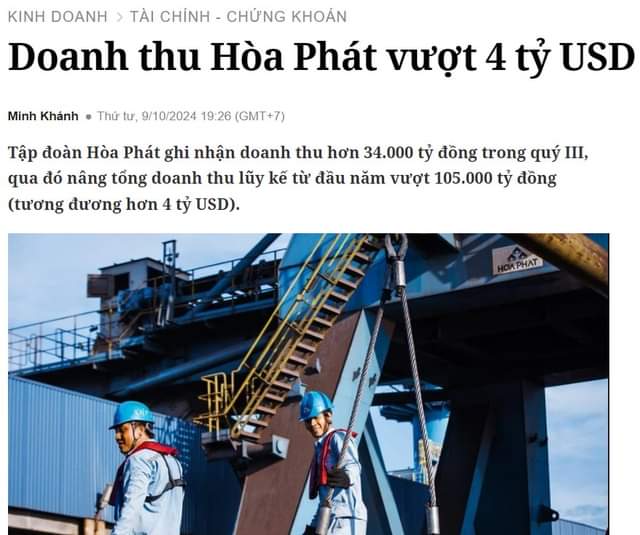 KINH DOANH > TÀI CHÍNH - CHỨNG KHOÁN
Doanh thu Hòa Phát vượt 4 tỷ USD
Minh Khánh • Thứ tư, 9/10/2024 19:26 (GMT+7)
Tập đoàn Hòa Phát ghi nhận doanh thu hơn 34.000 tỷ đồng trong quý III,
qua đó nâng tổng doanh thu lũy kế từ đầu năm vượt 105.000 tỷ đồng
(tương đương hơn 4 tỷ USD).
HOA PHAT